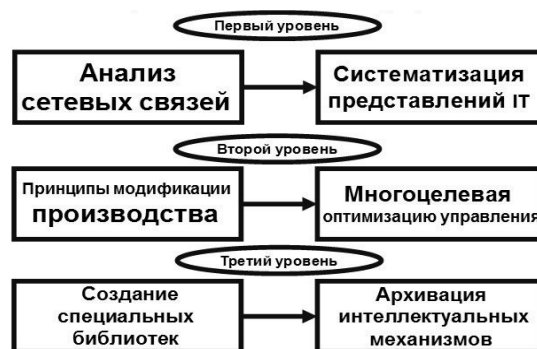 Первый уровень
Анализ
сетевых связей
Систематизация
представлений IT
Второй уровень
Принципы модификации
производства
Многоцелевая
оптимизацию управления
Третий уровень
Создание
специальных
библиотек
Архивация
интеллектуальных
механизмов